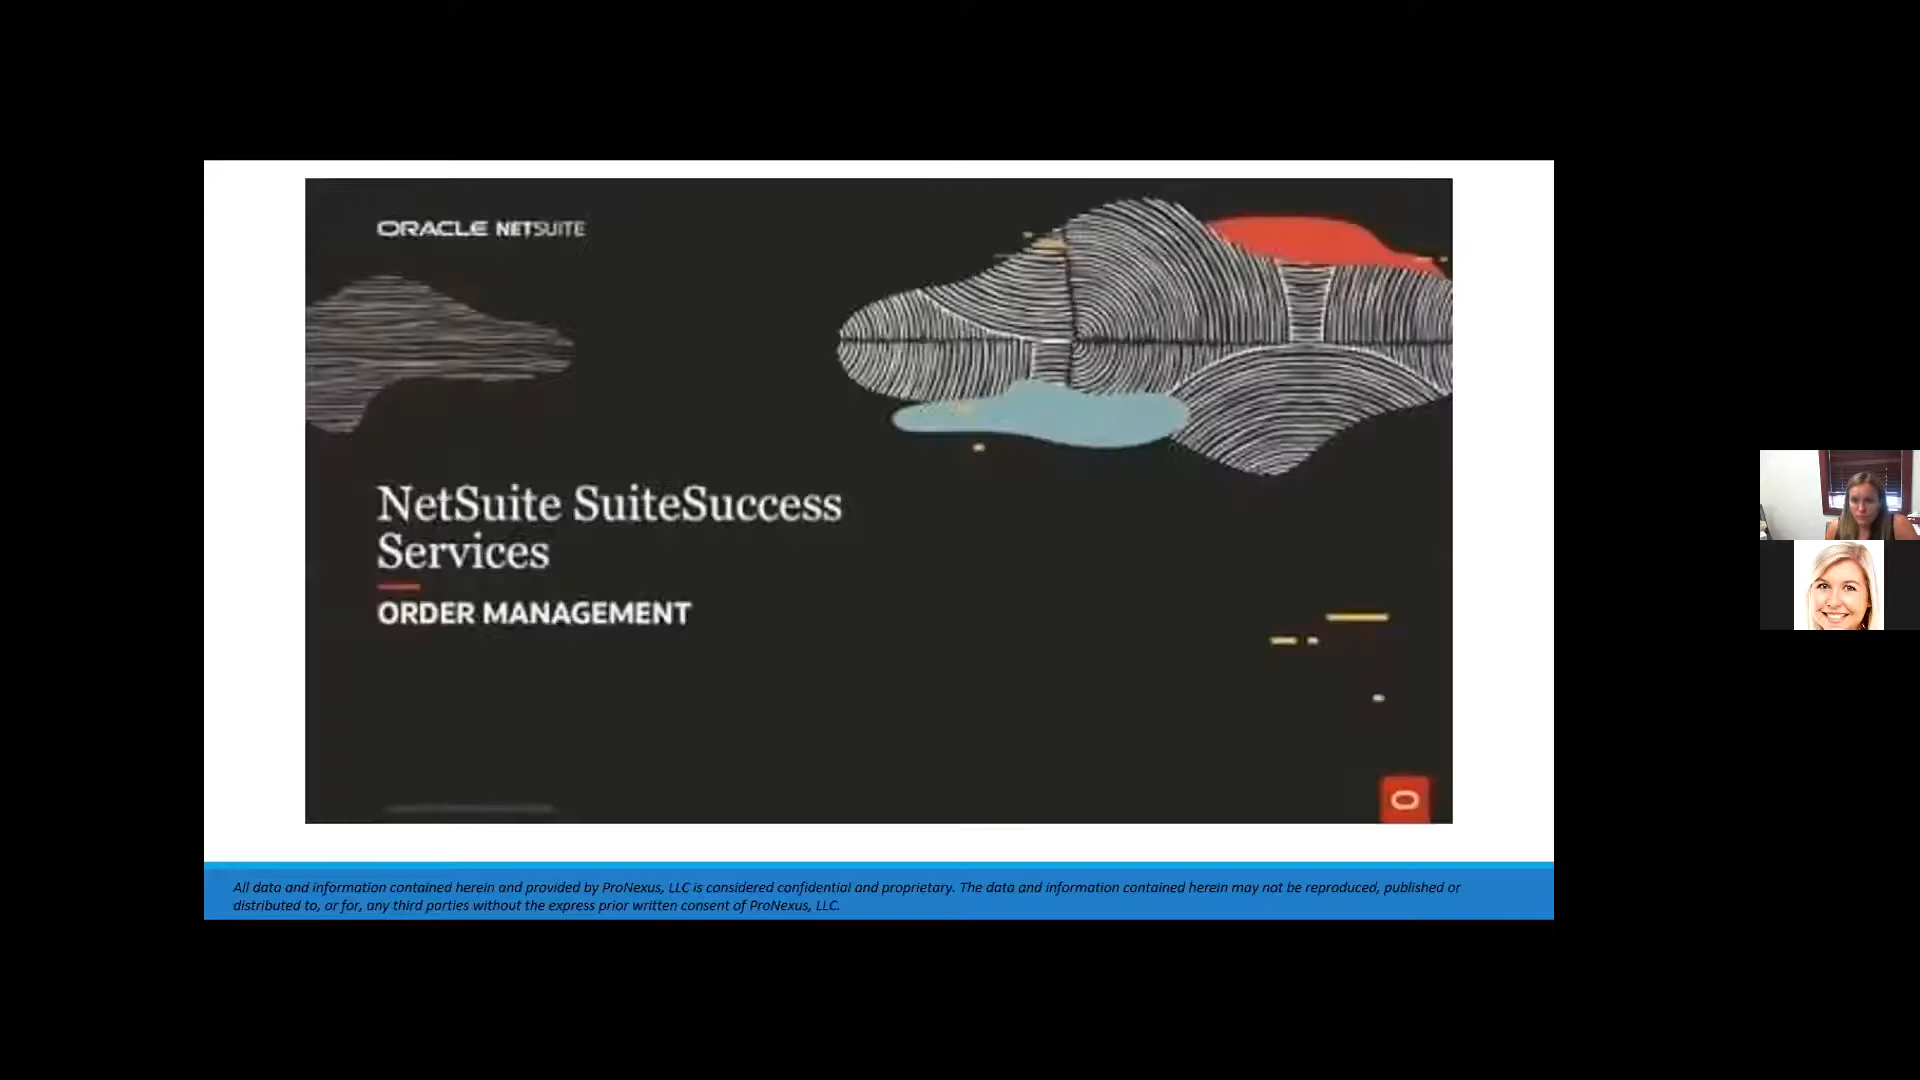 ORACLE NETSUITE
NetSuite SuiteSuccess
Services
ORDER MANAGEMENT
All data and information contained herein and provided by ProNexus, LLC is considered confidential and proprietary. The data and information contained herein may not be reproduced, published or
distributed to, or for, any third parties without the express prior written consent of ProNexus, LLC.